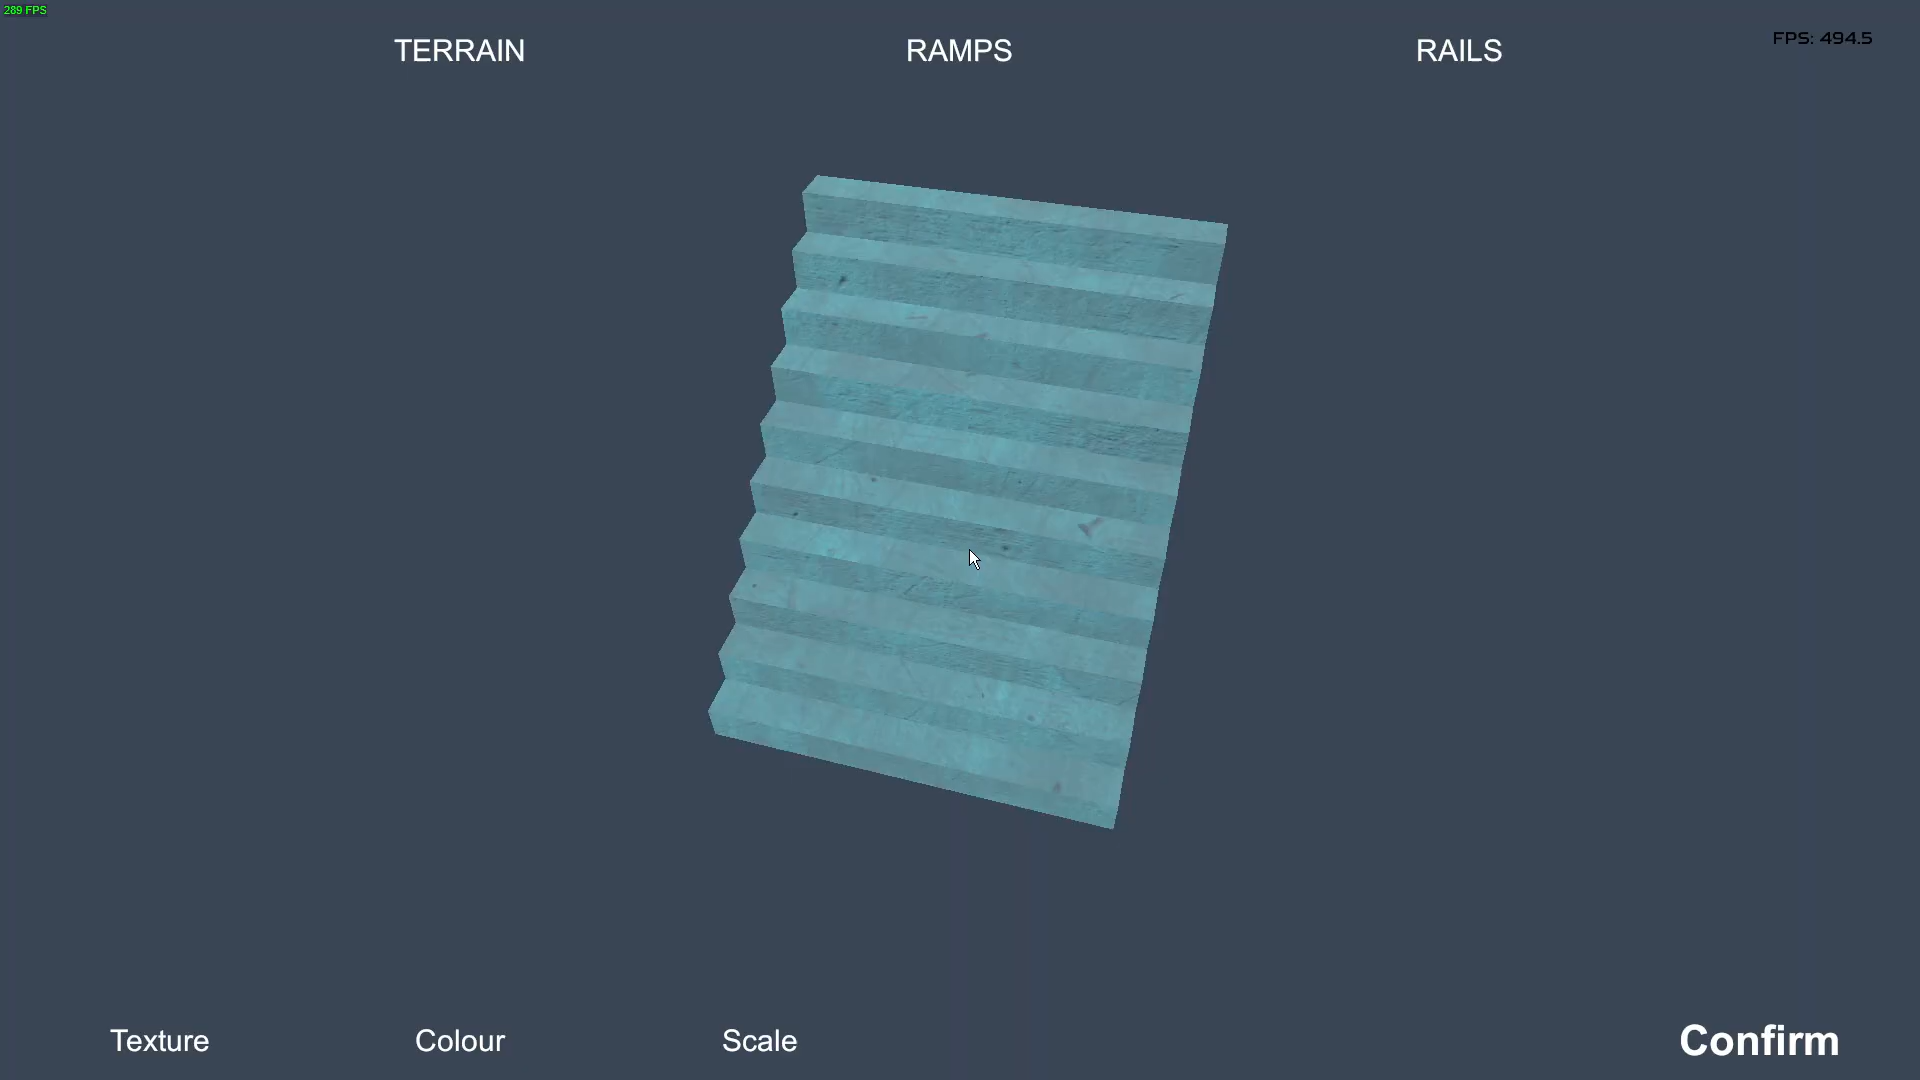 289 FPS
TERRAIN
RAMPS
RAILS
FPS: 494.5
Texture
Colour
Scale
Confirm